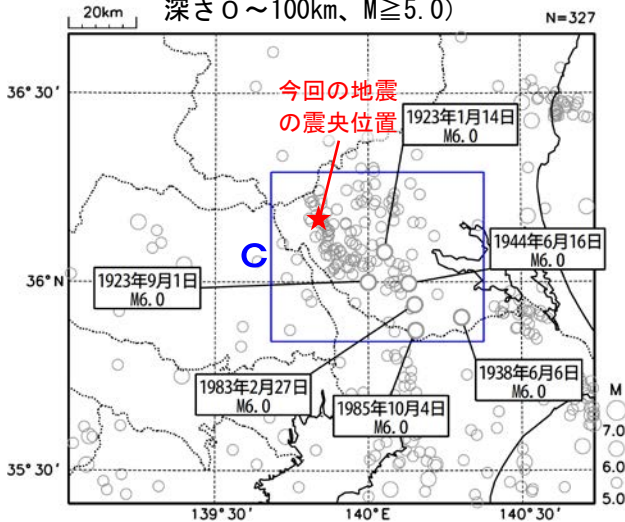 深さ0～100km、M≧5.0)
20km
N=327
36°30′
今回の地震
の震央位置
1923年1月14日
M6.0
1944年6月16日
M6.0
C
36°N
1923年9月1日
M6.0
1983年2月27日
M6.0
1985年10月4日
M6.0
1938年6月6日
M6.0
M
7.0
6.0
5.0
35°30′
139°30′
140°E
140°30′